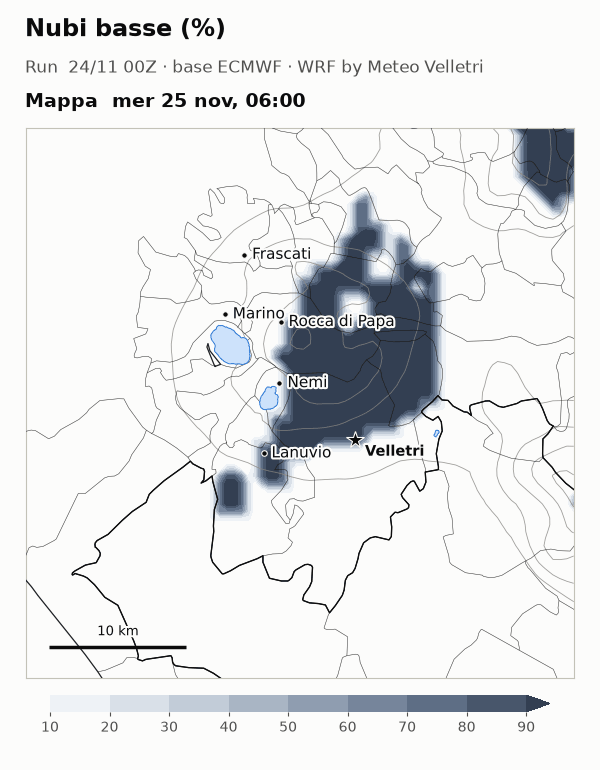 Nubi basse (%)
Run 24/11 00Z · base ECMWF · WRF by Meteo Velletri
Mappa mer 25 nov, 06:00
Frascati
Marino
Rocca di Papa
Nemi
Velletri
Lanuvio
10 km
10 20 30 40 50 60 70 80 90